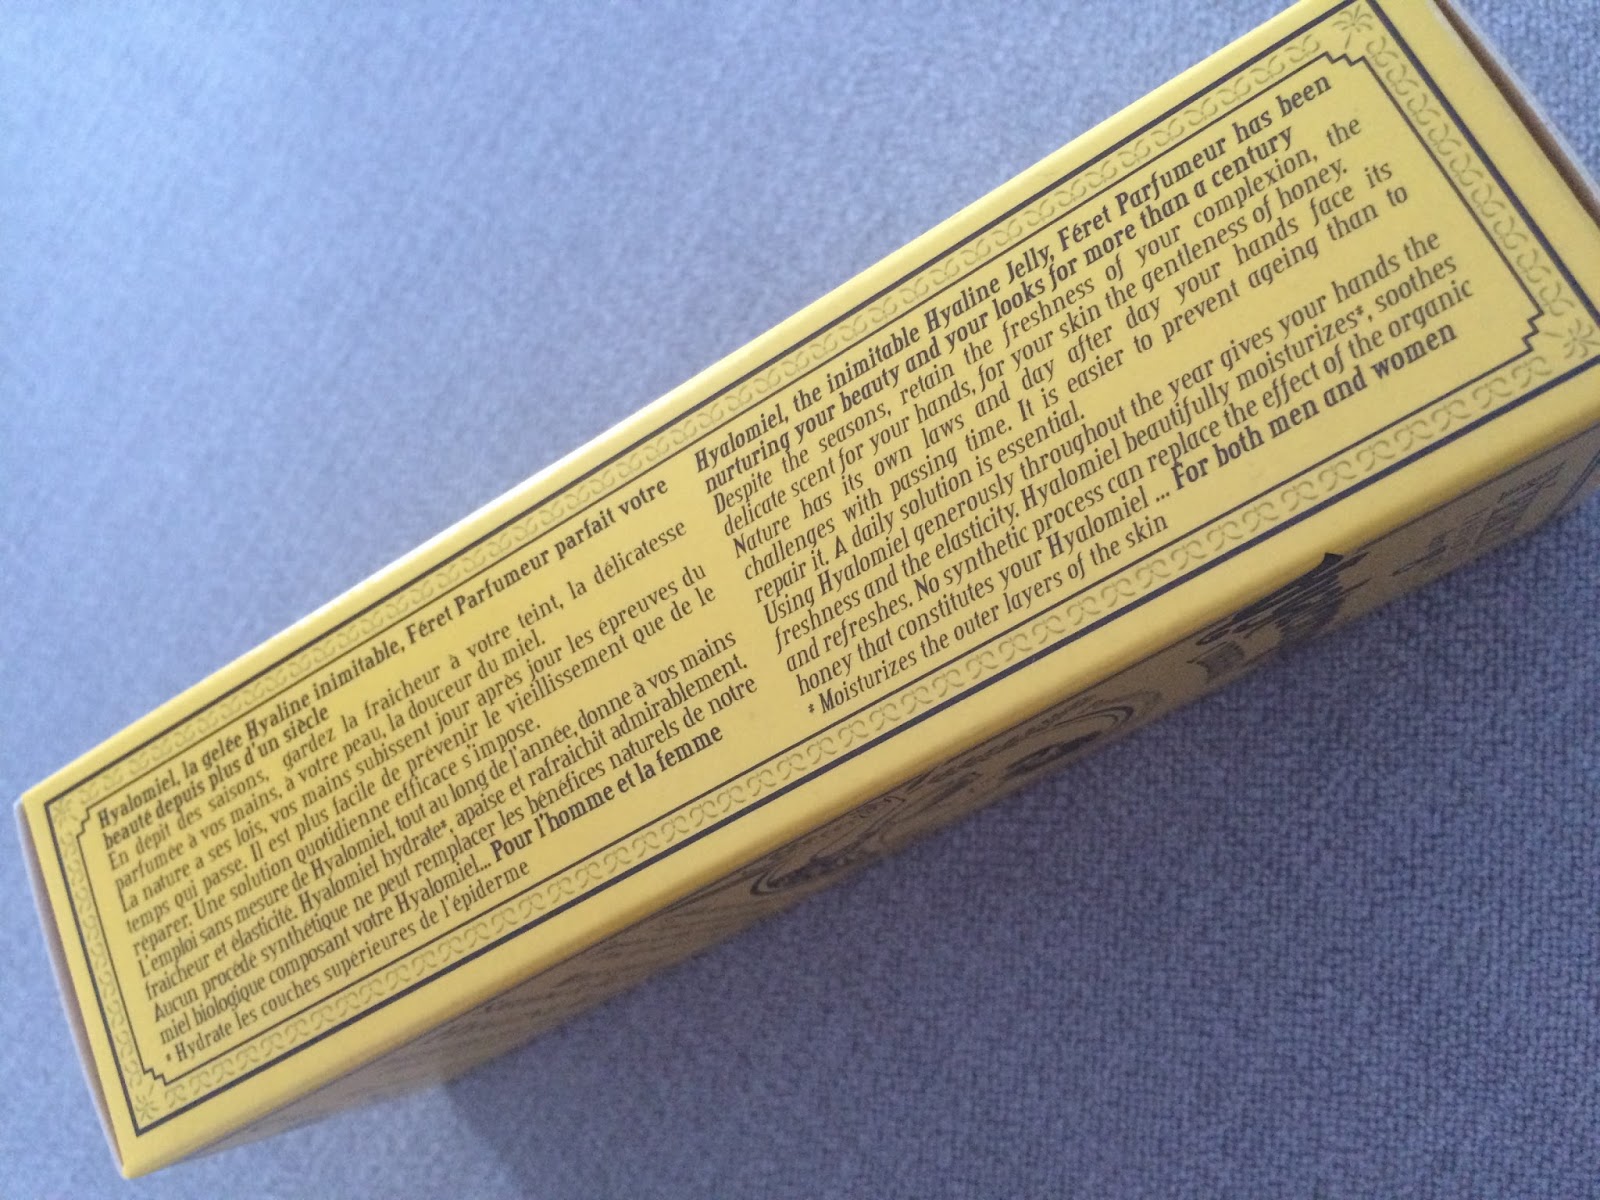 Hyalomiel, la gelée Hyaline inimitable, Féret Parfumeur parfait votre
beauté depuis plus d'un siècle
En dépit des saisons, gardez la fraicheur à votre teint, la délicatesse
parfumée à vos mains, à votre peau, la douceur du miel.
La nature a ses lois, vos mains subissent jour après jour les épreuves du
temps qui passe. Il est plus facile de prévenir le vieillissement que de le
réparer. Une solution quotidienne efficace s'impose.
L'emploi sans mesure de Hyalomiel, tout au long de l'année, donne à vos mains
fraicheur et élasticité. Hyalomiel hydrate*, apaise et rafraichit admirablement.
Aucun procédé synthétique ne peut remplacer les bénéfices naturels de notre
miel biologique composant votre Hyalomiel... Pour l'homme et la femme
* Hydrate les couches supérieures de l'épiderme
Hyalomiel, the inimitable Hyaline Jelly, Féret Parfumeur has been
nurturing your beauty and your looks for more than a century
Despite the seasons, retain the freshness of your complexion, the
delicate scent for your hands, for your skin the gentleness of honey.
Nature has its own laws and day after day your hands face its
challenges with passing time. It is easier to prevent ageing than to
repair it. A daily solution is essential.
Using Hyalomiel generously throughout the year gives your hands the
freshness and the elasticity. Hyalomiel beautifully moisturizes*, soothes
and refreshes. No synthetic process can replace the effect of the organic
honey that constitutes your Hyalomiel ... For both men and women
* Moisturizes the outer layers of the skin